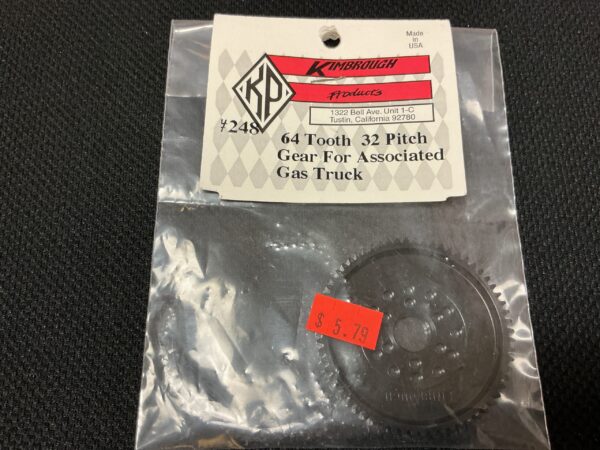 Made
in
USA
KP
KIMBROUGH
Products
1322 Bell Ave. Unit 1-C
Tustin, California 92780
248
64 Tooth 32 Pitch
Gear For Associated
Gas Truck
$ 5.79